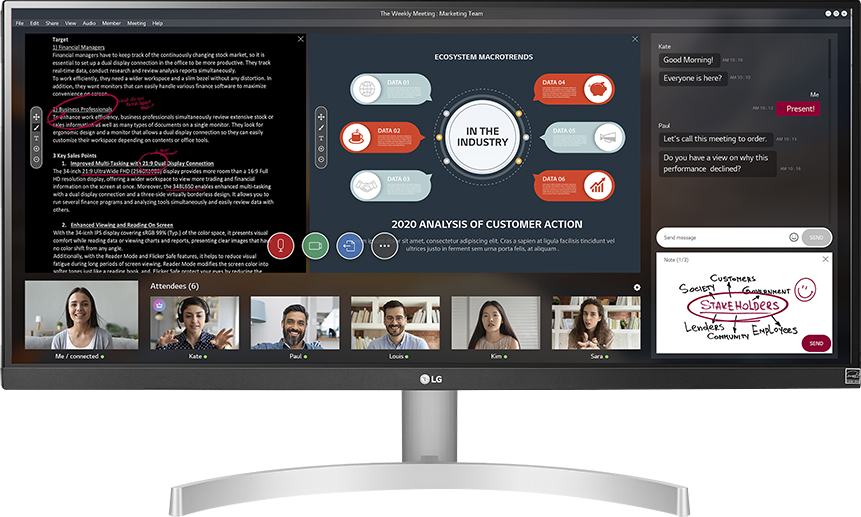 The Weekly Meeting : Marketing Team
File Edit Share View Audio Member Meeting Help
Target
1) Financial Managers
Financial managers have to keep track of the continuously changing stock market, so it is
essential to set up a dual display connection in the office to be more productive. They track
real-time data, conduct research and analysis reports simultaneously.
To work efficiently, they need a wider workspace and a slim bezel without any distortion. In
addition, they want monitors that can easily handle various finance software to maximize
convenience on screen.
2) Business Professionals
To enhance work efficiency, business professionals simultaneously review extensive stock or
sales information as well as many types of documents on a single monitor. They look for
ergonomic design and a monitor that allows a dual display connection so they can easily
customize their workspace depending on contents or office tools.
3 Key Sales Points
1. Improved Multi-Tasking with 21:9 Dual Display Connection
The 34-inch 21:9 UltraWide FHD (2560x1080) display provides more room than a 16:9 Full
HD resolution display, offering a wider workspace to view more trading and financial
information on the screen at once. Moreover, the 34BL650 enables enhanced multi-tasking
with a dual display connection and a three-side virtually borderless design. It allows you to
run several finance programs and analyzing tools simultaneously and easily review data with
others.
2. Enhanced Viewing and Reading On Screen
With the 34-icnh IPS display covering sRGB 99% (Typ.) of the color space, it presents visual
comfort while reading data or viewing charts and reports, presenting clear images that have
no color shift from any angle.
Additionally, with the Reader Mode and Flicker Safe features, it helps to reduce visual
fatigue during long periods of screen viewing. Reader Mode modifies the screen color into
softer tones just like a reading book, and, Flicker Safe protect your eyes by reducing the
ECOSYSTEM MACROTRENDS
DATA 01
DATA 04
DATA 02
IN THE
INDUSTRY
DATA 05
DATA 03
DATA 06
2020 ANALYSIS OF CUSTOMER ACTION
sit amet, consectetur adipiscing elit. Cras a sapien at ligula facilisis tincidunt vel
ultrices justo in ferment sem urna porta felis, at aliquam .
Kate
Good Morning! AM 10 : 10
Everyone is here? AM 10 : 10
Me
AM 10 : 10 Present!
Paul
Let's call this meeting to order. AM 10 : 15
Do you have a view on why this
performance declined? AM 10 : 15
Send message SEND
Note (1/3)
CUSTOMERS
SOCIETY
GOVERNMENT
STAKEHOLDERS
Lenders
EMPLOYEES
COMMUNITY
SEND
Attendees (6)
Me / connected
Kate
Paul
Louis
Kim
Sara
LG